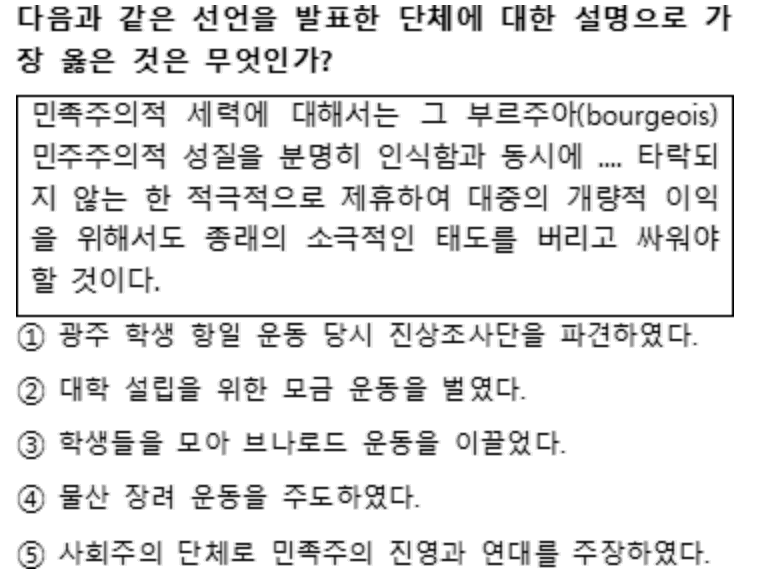 다음과 같은 선언을 발표한 단체에 대한 설명으로 가
장 옳은 것은 무엇인가?
민족주의적 세력에 대해서는 그 부르주아(bourgeois)
민주주의적 성질을 분명히 인식함과 동시에 .... 타락되
지 않는 한 적극적으로 제휴하여 대중의 개량적 이익
을 위해서도 종래의 소극적인 태도를 버리고 싸워야
할 것이다.
① 광주 학생 항일 운동 당시 진상조사단을 파견하였다.
② 대학 설립을 위한 모금 운동을 벌였다.
③ 학생들을 모아 브나로드 운동을 이끌었다.
④ 물산 장려 운동을 주도하였다.
⑤ 사회주의 단체로 민족주의 진영과 연대를 주장하였다.